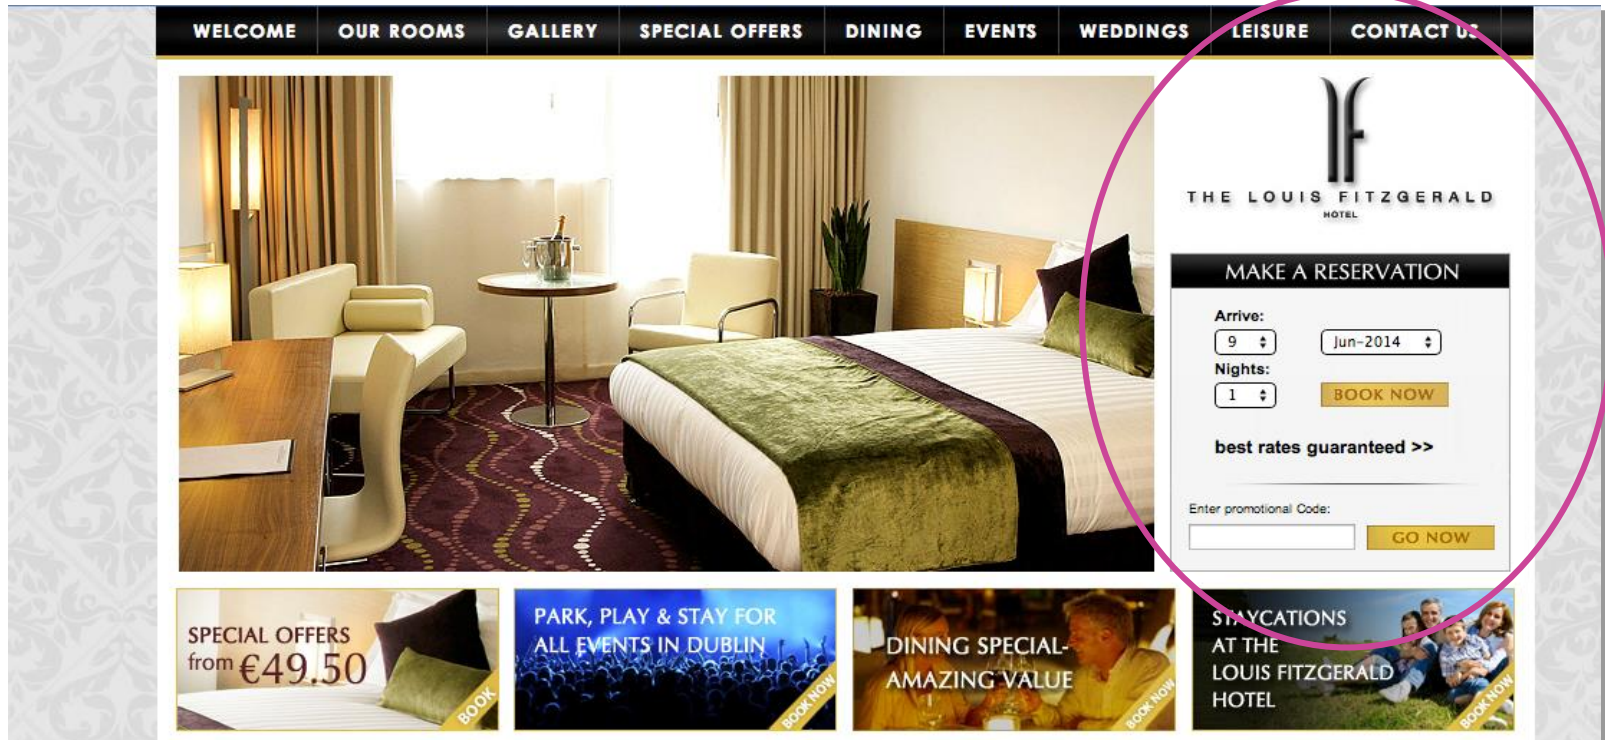 WELCOME OUR ROOMS GALLERY SPECIAL OFFERS DINING EVENTS WEDDINGS LEISURE CONTACT US
THE LOUIS FITZGERALD
HOTEL
MAKE A RESERVATION
Arrive:
9 Jun-2014
Nights:
1 BOOK NOW
best rates guaranteed >>
Enter promotional Code:
GO NOW
SPECIAL OFFERS
from €49.50
BOOK
PARK, PLAY & STAY FOR
ALL EVENTS IN DUBLIN
BOOK NOW
DINING SPECIAL-
AMAZING VALUE
BOOK NOW
STAYCATIONS
AT THE
LOUIS FITZGERALD
HOTEL
BOOK NOW